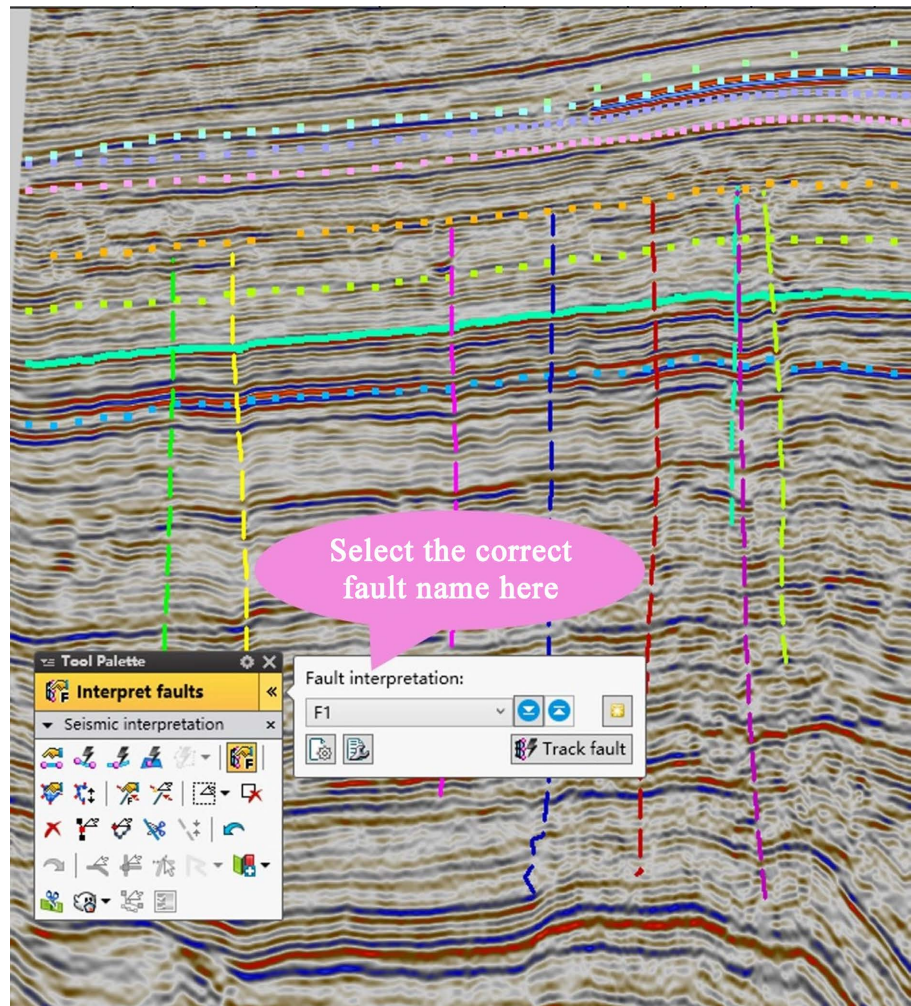 Select the correct
fault name here
Tool Palette
Interpret faults
Seismic interpretation
Fault interpretation:
F1
Track fault